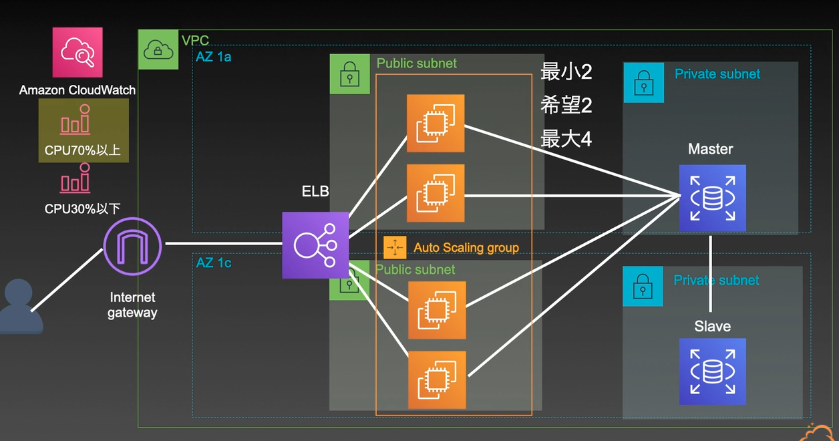 VPC
AZ 1a
Amazon CloudWatch
CPU70%以上
CPU30%以下
Public subnet
最小2
希望2
最大4
Private subnet
Master
ELB
Auto Scaling group
AZ 1c
Public subnet
Private subnet
Internet
gateway
Slave